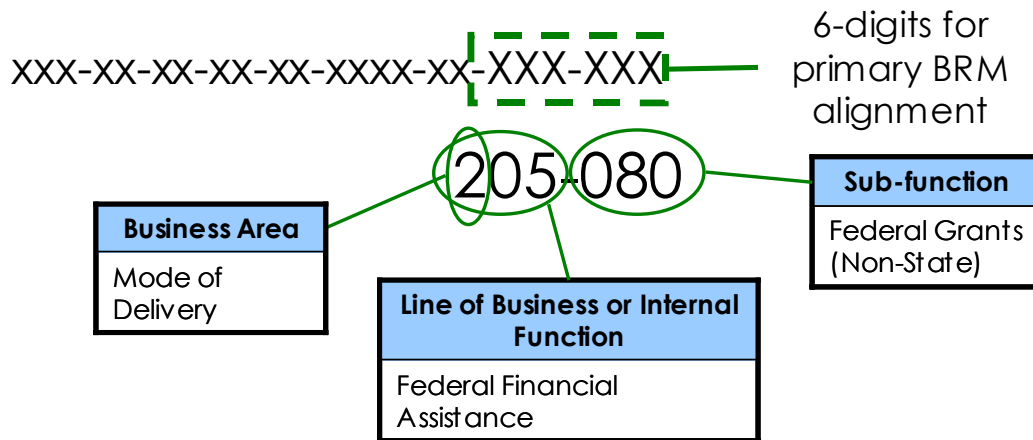 6-digits for
primary BRM
alignment
XXX-XX-XX-XX-XX-XXXX-XX-XXX-XXX
205-080
Business Area
Mode of
Delivery
Line of Business or Internal
Function
Federal Financial
Assistance
Sub-function
Federal Grants
(Non-State)